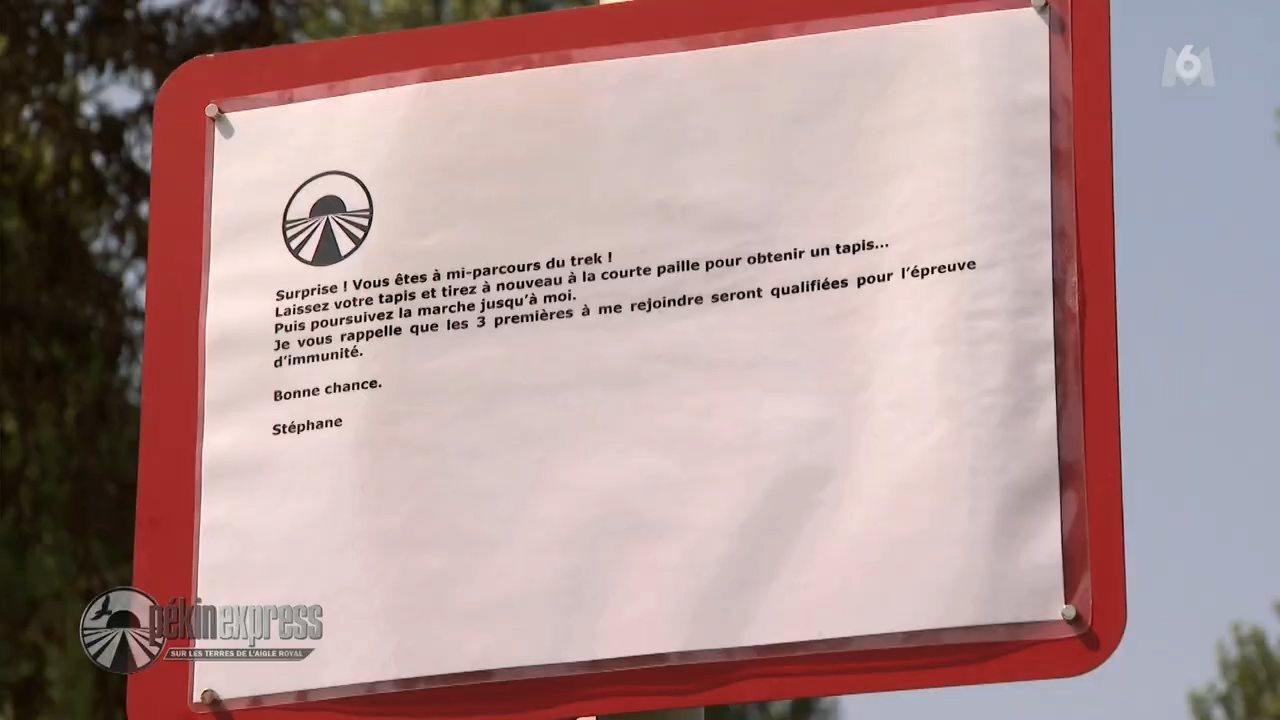 6
Surprise ! Vous êtes à mi-parcours du trek !
Laissez votre tapis et tirez à nouveau à la courte paille pour obtenir un tapis...
Puis poursuivez la marche jusqu'à moi.
Je vous rappelle que les 3 premières à me rejoindre seront qualifiées pour l'épreuve
d'immunité.
Bonne chance.
Stéphane
pékinexpress
SUR LES TERRES DE L'AIGLE ROYAL